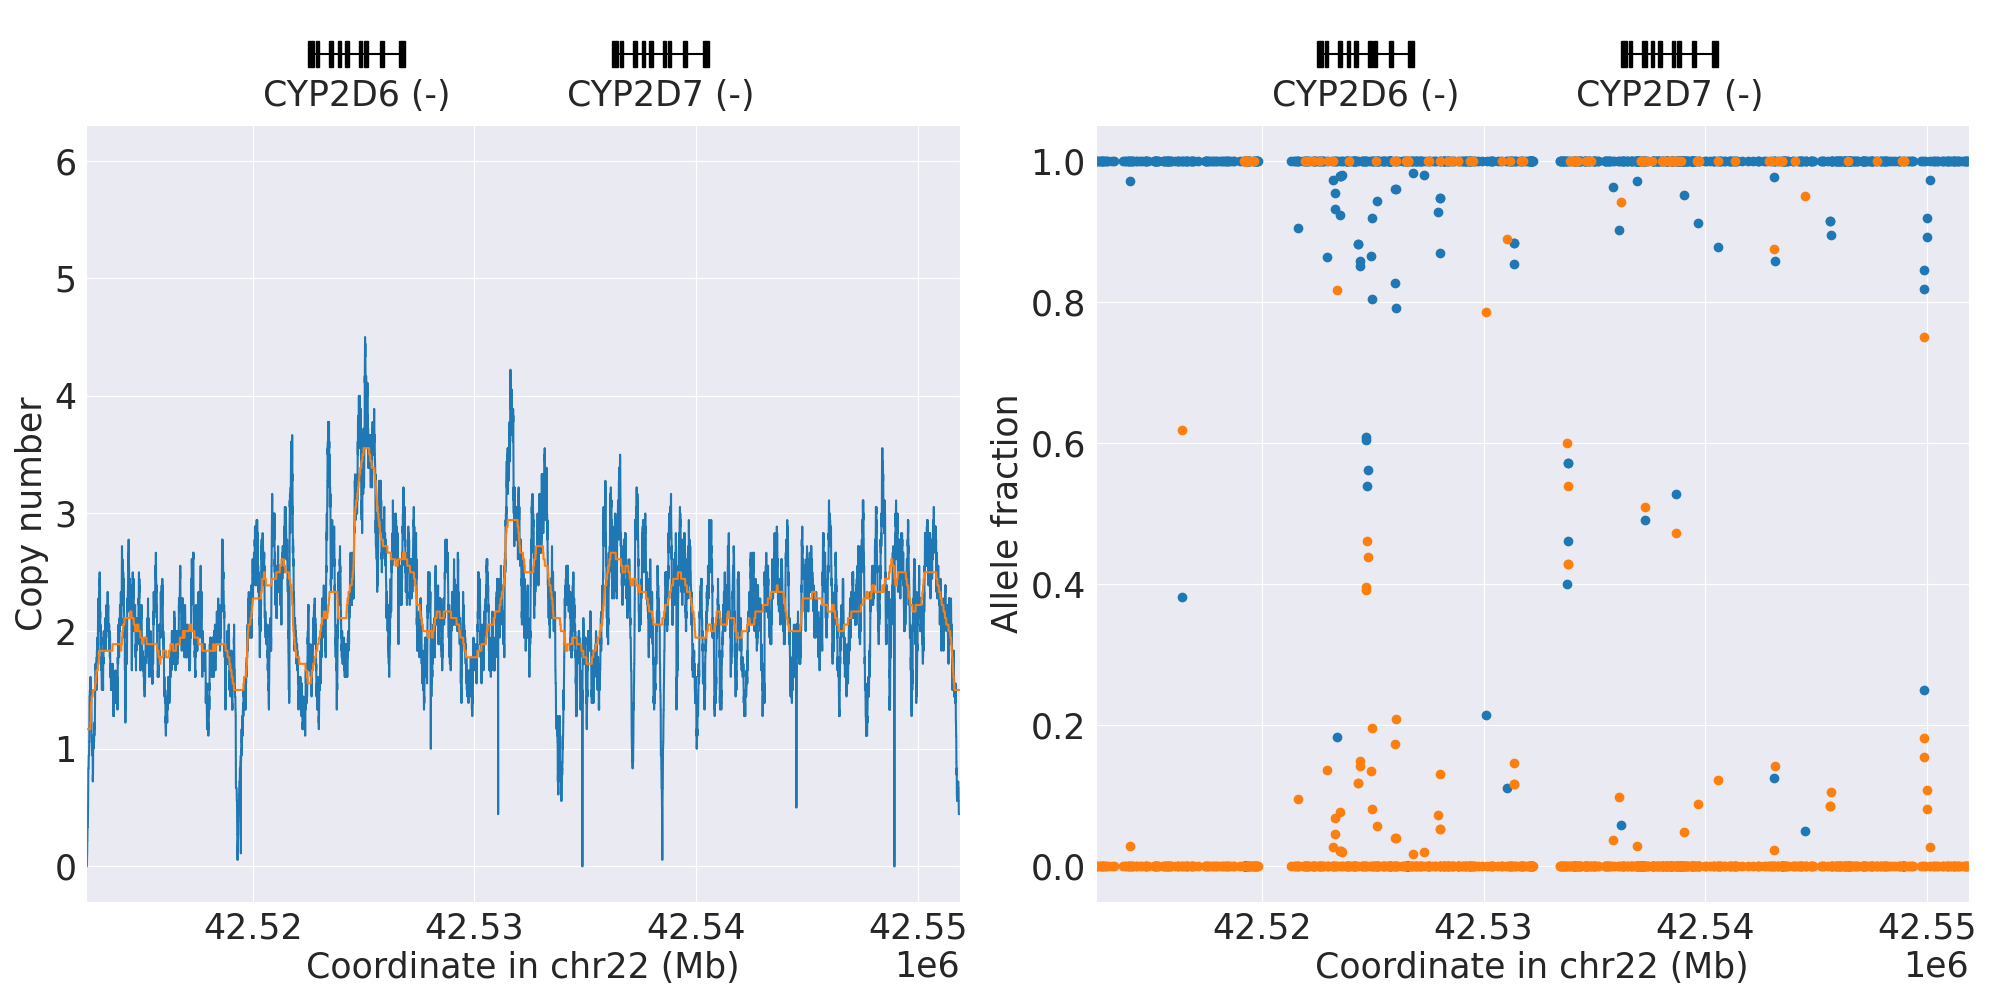 CYP2D6 (-) CYP2D7 (-)
6
5
4
3
2
1
0
Copy number
42.52 42.53 42.54 42.55
Coordinate in chr22 (Mb)
1e6
CYP2D6 (-) CYP2D7 (-)
1.0
0.8
0.6
0.4
0.2
0.0
Allele fraction
42.52 42.53 42.54 42.55
Coordinate in chr22 (Mb)
1e6